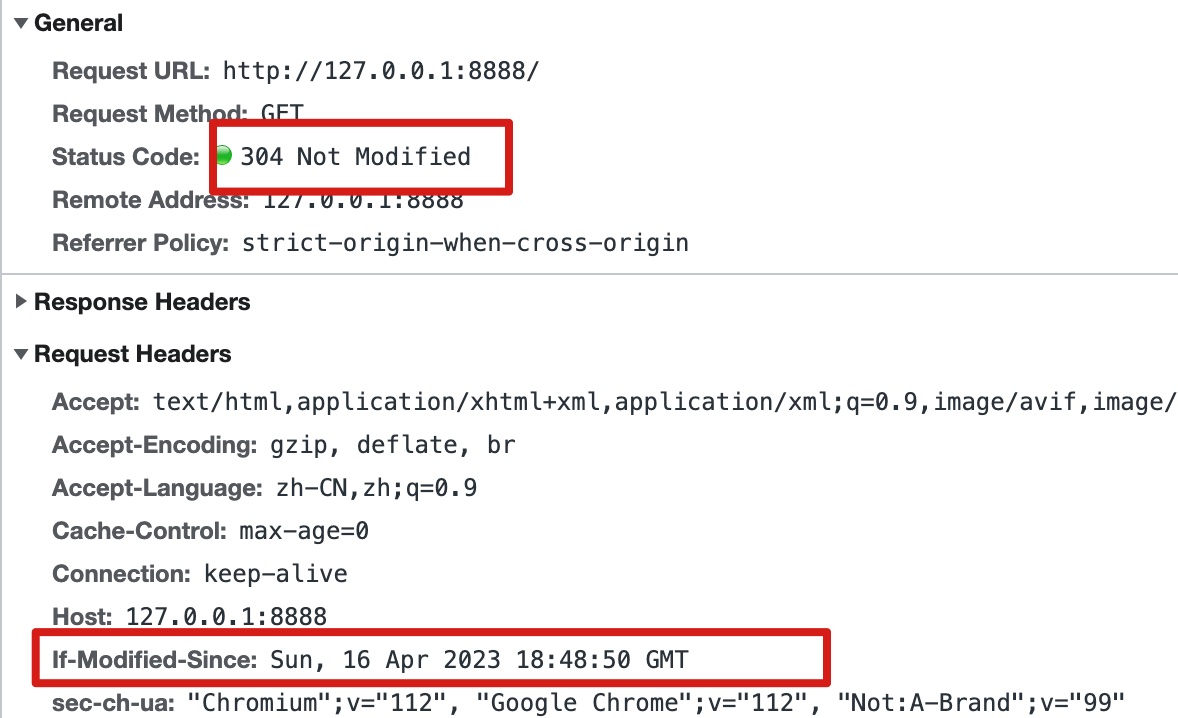 General
Request URL: http://127.0.0.1:8888/
Request Method: GET
Status Code: 304 Not Modified
Remote Address: 127.0.0.1:8888
Referrer Policy: strict-origin-when-cross-origin
Response Headers
Request Headers
Accept: text/html,application/xhtml+xml,application/xml;q=0.9,image/avif,image/
Accept-Encoding: gzip, deflate, br
Accept-Language: zh-CN,zh;q=0.9
Cache-Control: max-age=0
Connection: keep-alive
Host: 127.0.0.1:8888
If-Modified-Since: Sun, 16 Apr 2023 18:48:50 GMT
sec-ch-ua: "Chromium";v="112", "Google Chrome";v="112", "Not:A-Brand";v="99"